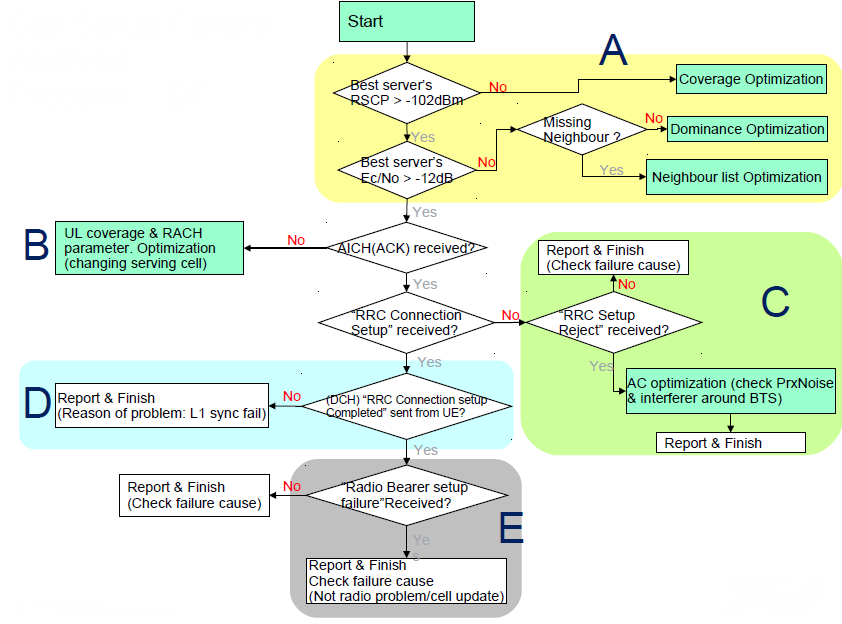 Start
A
Best server's
RSCP > -102dBm
No
Coverage Optimization
Yes
Missing
Neighbour ?
No
Dominance Optimization
Best server's
Ec/No > -12dB
No
Yes
Neighbour list Optimization
Yes
B
UL coverage & RACH
parameter. Optimization
(changing serving cell)
No
AICH(ACK) received?
Yes
Report & Finish
(Check failure cause)
No
C
“RRC Connection
Setup” received?
No
“RRC Setup
Reject” received?
Yes
Yes
D
Report & Finish
(Reason of problem: L1 sync fail)
No
(DCH) “RRC Connection setup
Completed” sent from UE?
AC optimization (check PrxNoise
& interferer around BTS)
Report & Finish
Yes
Report & Finish
(Check failure cause)
No
“Radio Bearer setup
failure”Received?
E
Yes
Report & Finish
Check failure cause
(Not radio problem/cell update)